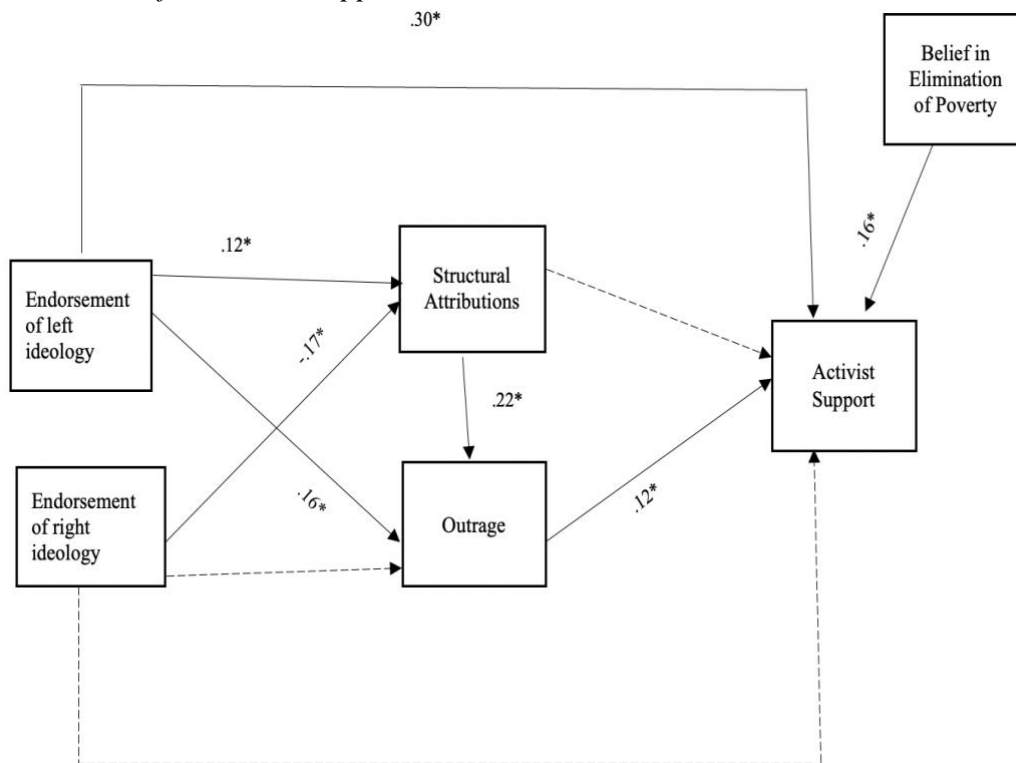 .30*
Belief in
Elimination
of Poverty
.16*
.12*
Structural
Attributions
Endorsement
of left
ideology
-.17*
Activist
Support
.22*
Endorsement
of right
ideology
.16*
Outrage
.12*